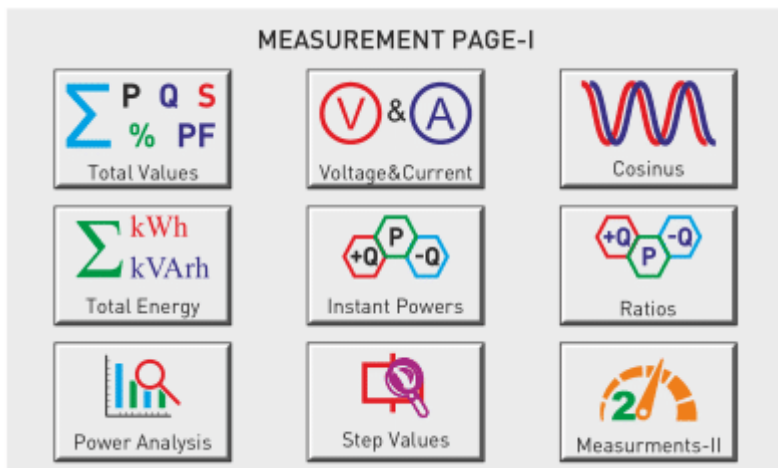 MEASUREMENT PAGE-I
Σ P Q S
% PF
Total Values
V & A
Voltage&Current
Cosinus
Σ kWh
kVArh
Total Energy
+Q P -Q
Instant Powers
+Q P -Q
Ratios
Power Analysis
Step Values
2
Measurments-II